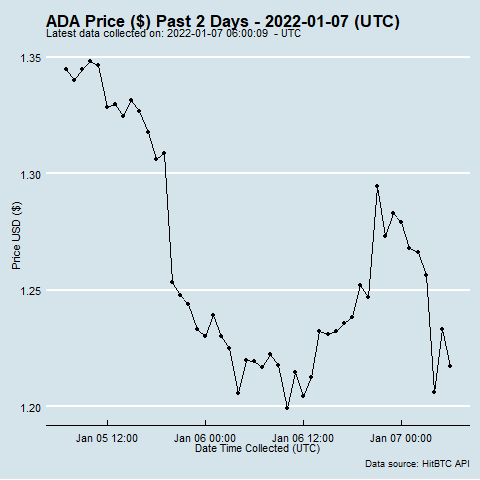 ADA Price ($) Past 2 Days - 2022-01-07 (UTC)
Latest data collected on: 2022-01-07 06:00:09  - UTC
1.35
1.30
1.25
1.20
Price USD ($)
Jan 05 12:00 Jan 06 00:00 Jan 06 12:00 Jan 07 00:00
Date Time Collected (UTC)
Data source: HitBTC API